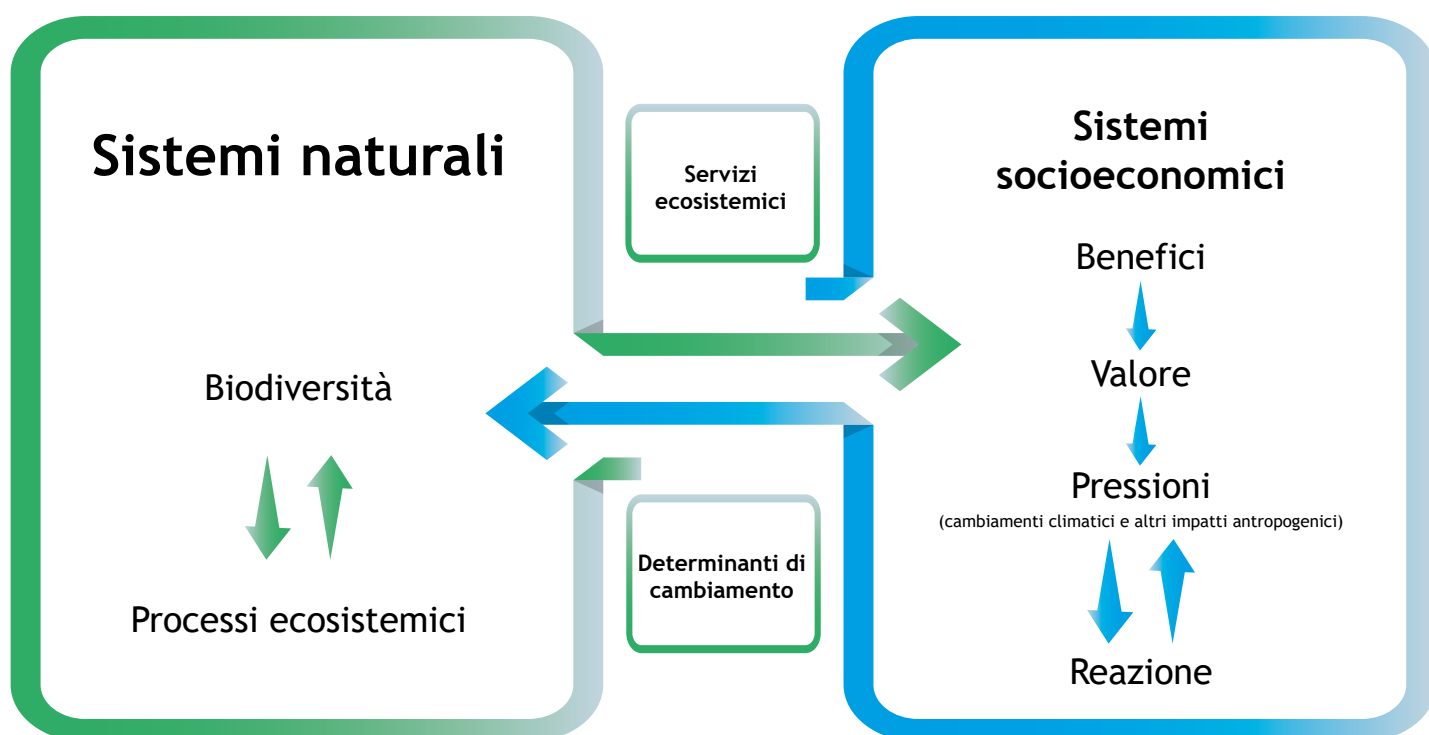 Sistemi naturali
Biodiversità
Processi ecosistemici
Servizi
ecosistemici
Determinanti di
cambiamento
Sistemi
socioeconomici
Benefici
Valore
Pressioni
(cambiamenti climatici e altri impatti antropogenici)
Reazione